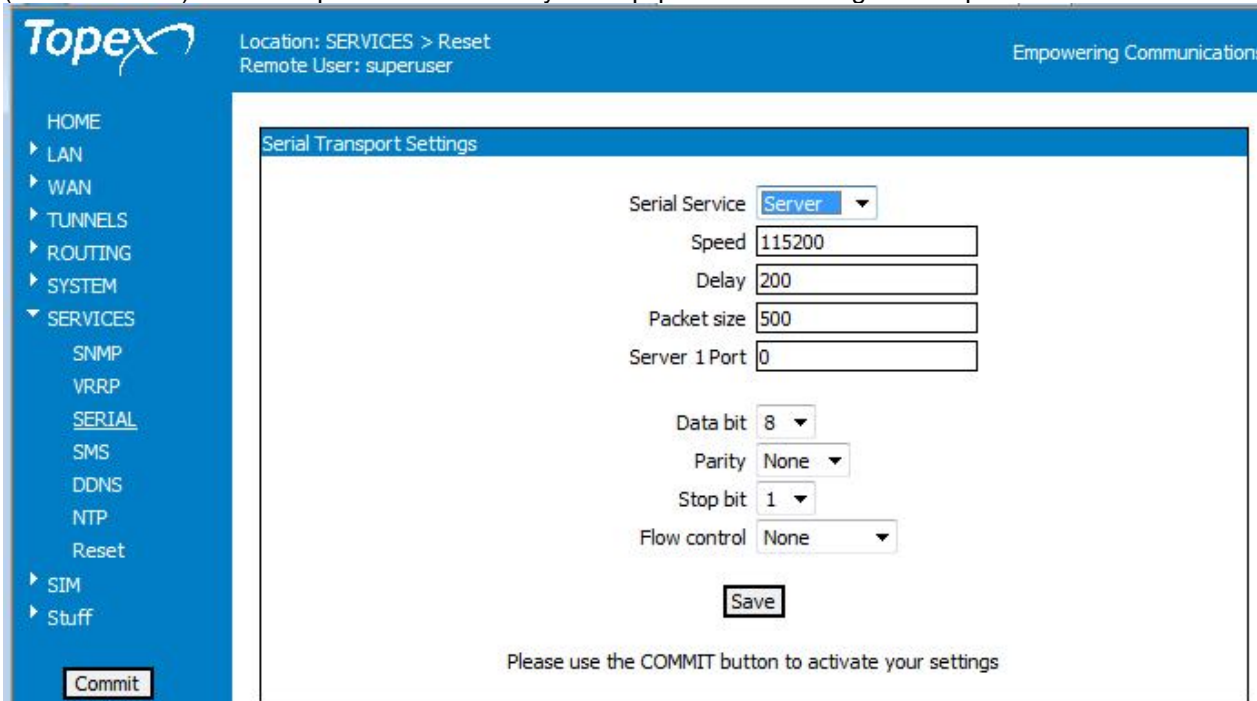 Topex
Location: SERVICES > Reset
Remote User: superuser
Empowering Communication
HOME
LAN
WAN
TUNNELS
ROUTING
SYSTEM
SERVICES
SNMP
VRRP
SERIAL
SMS
DDNS
NTP
Reset
SIM
Stuff
Commit
Serial Transport Settings
Serial Service Server
Speed 115200
Delay 200
Packet size 500
Server 1 Port 0
Data bit 8
Parity None
Stop bit 1
Flow control None
Save
Please use the COMMIT button to activate your settings